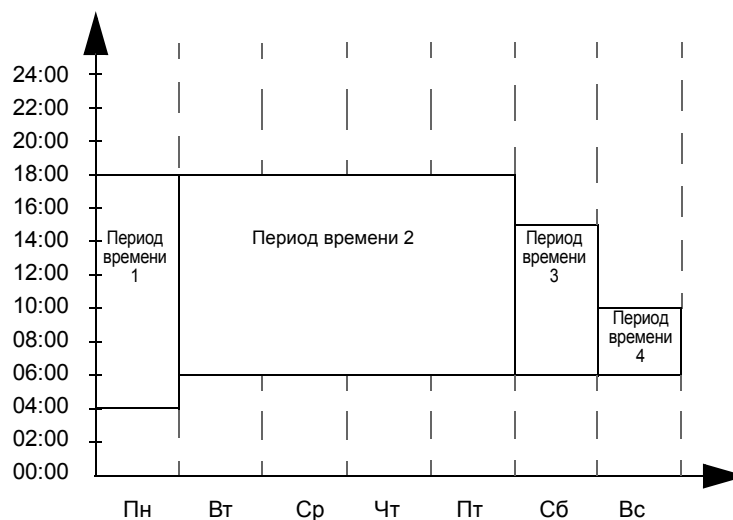 24:00
22:00
20:00
18:00
16:00
14:00
12:00
10:00
08:00
06:00
04:00
02:00
00:00
Период
времени
1
Период времени 2
Период
времени
3
Период
времени
4
Пн Вт Ср Чт Пт Сб Вс